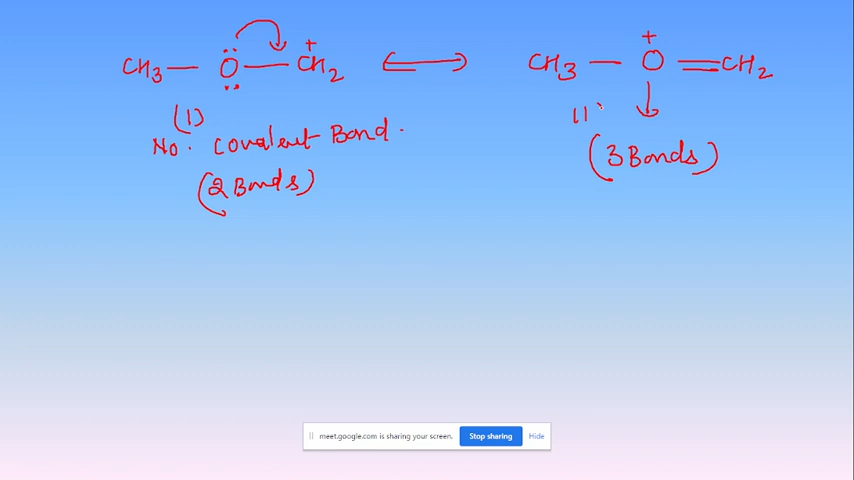 CH3 — Ö — CH2+ ⟷ CH3 — O+ = CH2
(1)
No. covalent Bond.
(2 Bonds)
(3 Bonds)
meet.google.com is sharing your screen. Stop sharing Hide